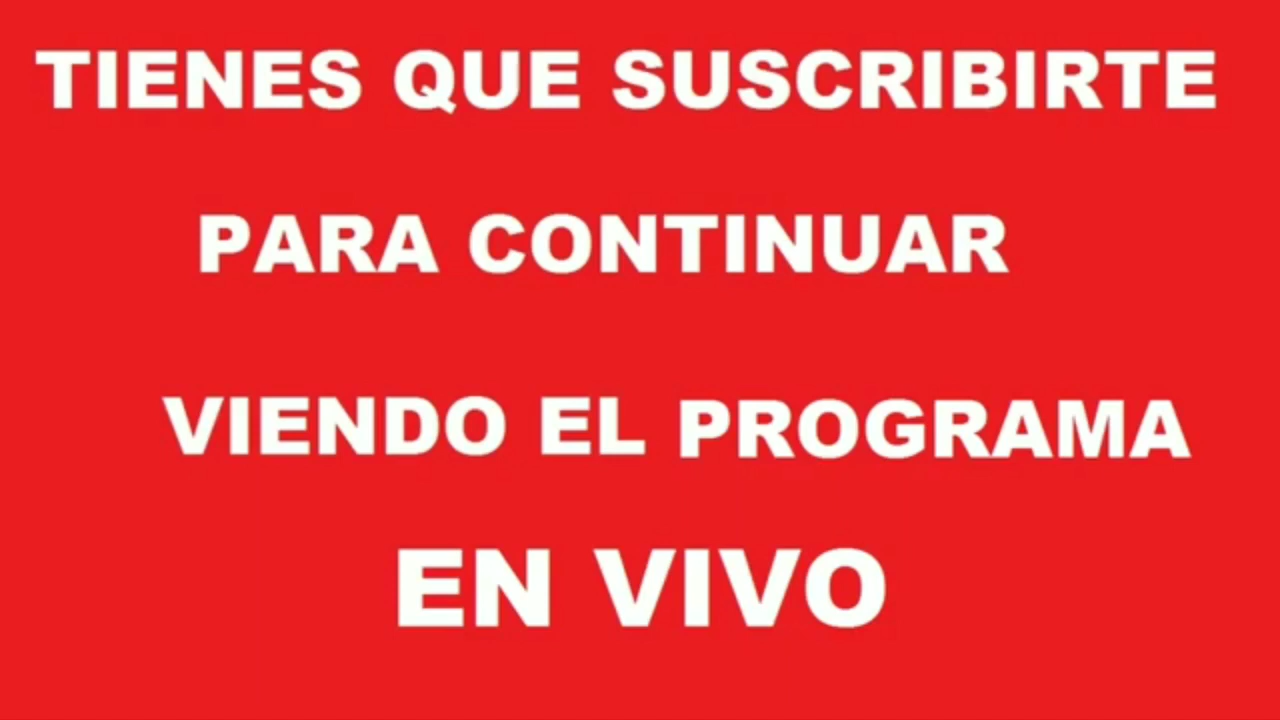 TIENES QUE SUSCRIBIRTE
PARA CONTINUAR
VIENDO EL PROGRAMA
EN VIVO